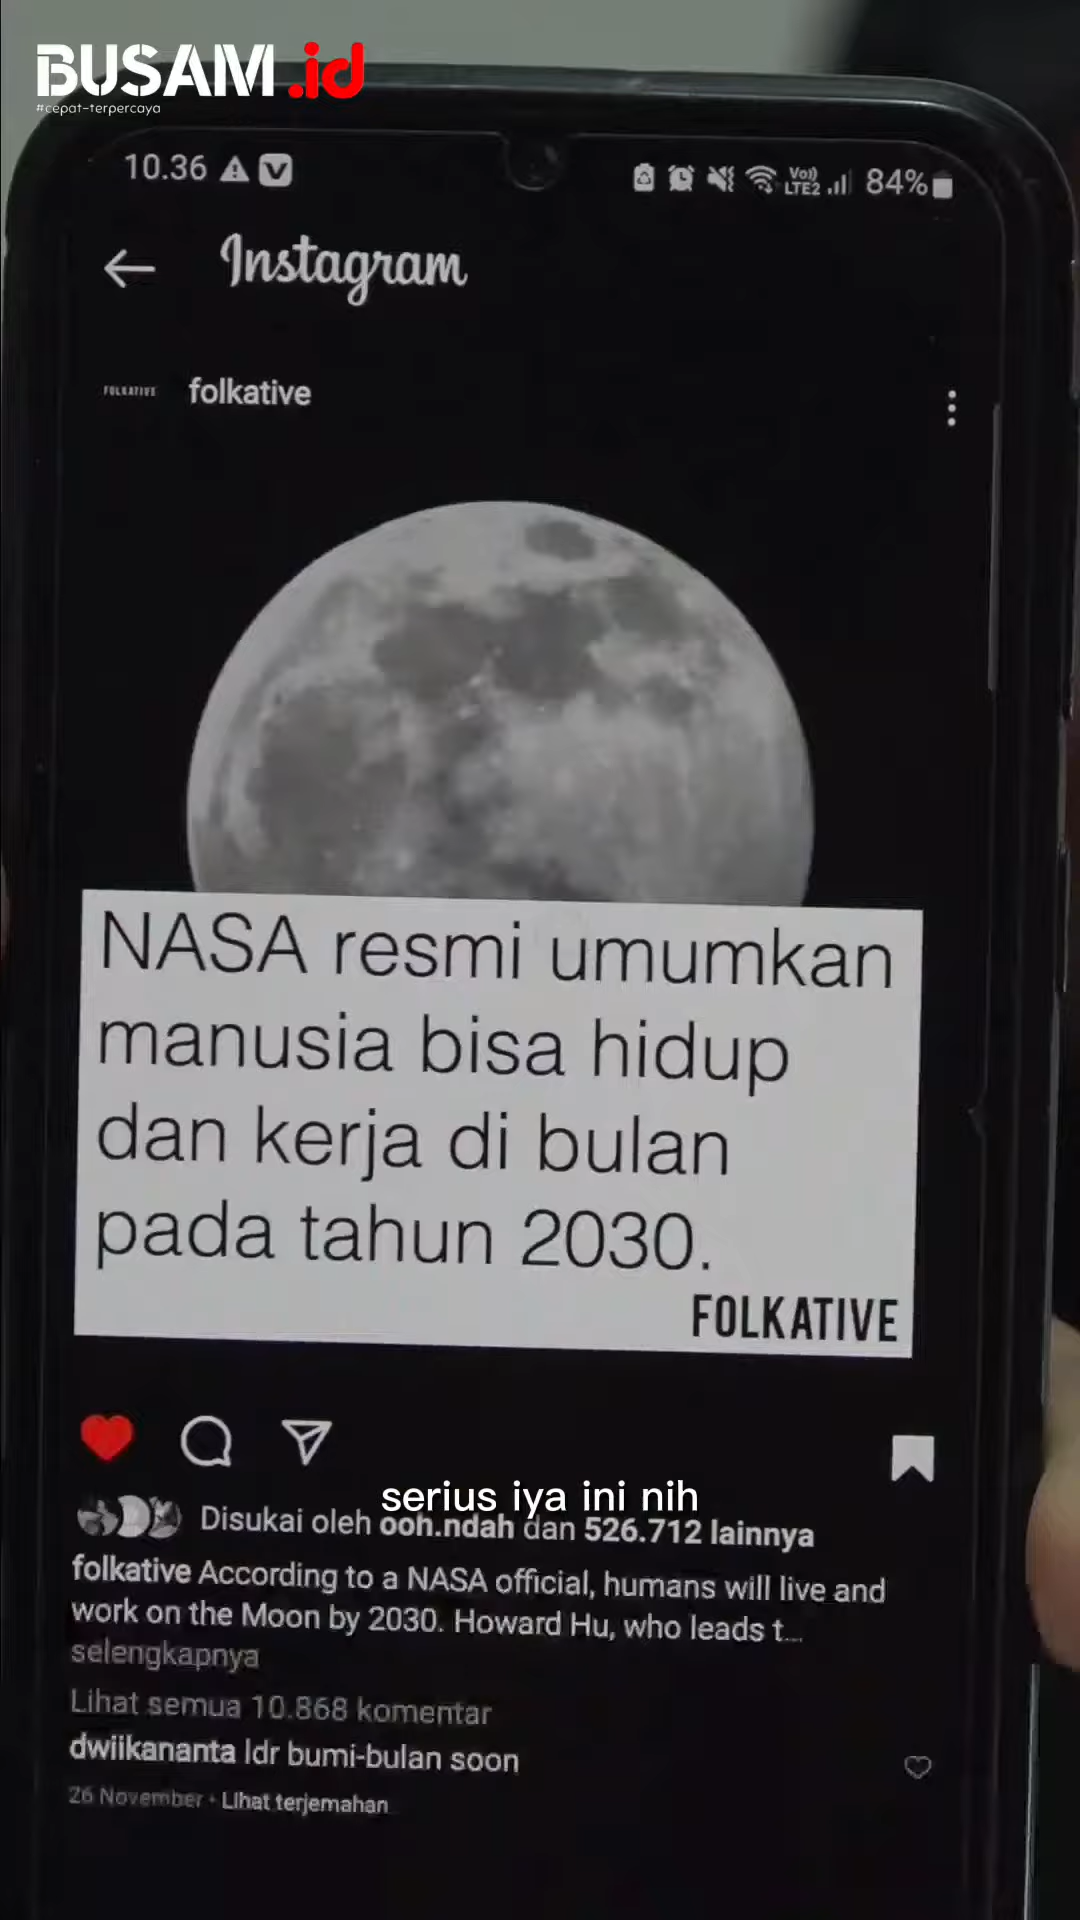 BUSAM.id
#cepat-terpercaya
10.36
Vo))
LTE2
84%
Instagram
FOLKATIVE
folkative
NASA resmi umumkan
manusia bisa hidup
dan kerja di bulan
pada tahun 2030.
FOLKATIVE
serius iya ini nih
Disukai oleh ooh.ndah dan 526.712 lainnya
folkative According to a NASA official, humans will live and
work on the Moon by 2030. Howard Hu, who leads t...
selengkapnya
Lihat semua 10.868 komentar
dwiikananta ldr bumi-bulan soon
26 November • Lihat terjemahan